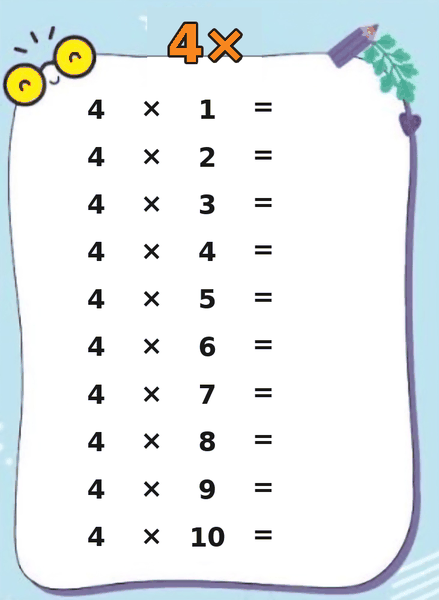 4×
4 × 1 =
4 × 2 =
4 × 3 =
4 × 4 =
4 × 5 =
4 × 6 =
4 × 7 =
4 × 8 =
4 × 9 =
4 × 10 =